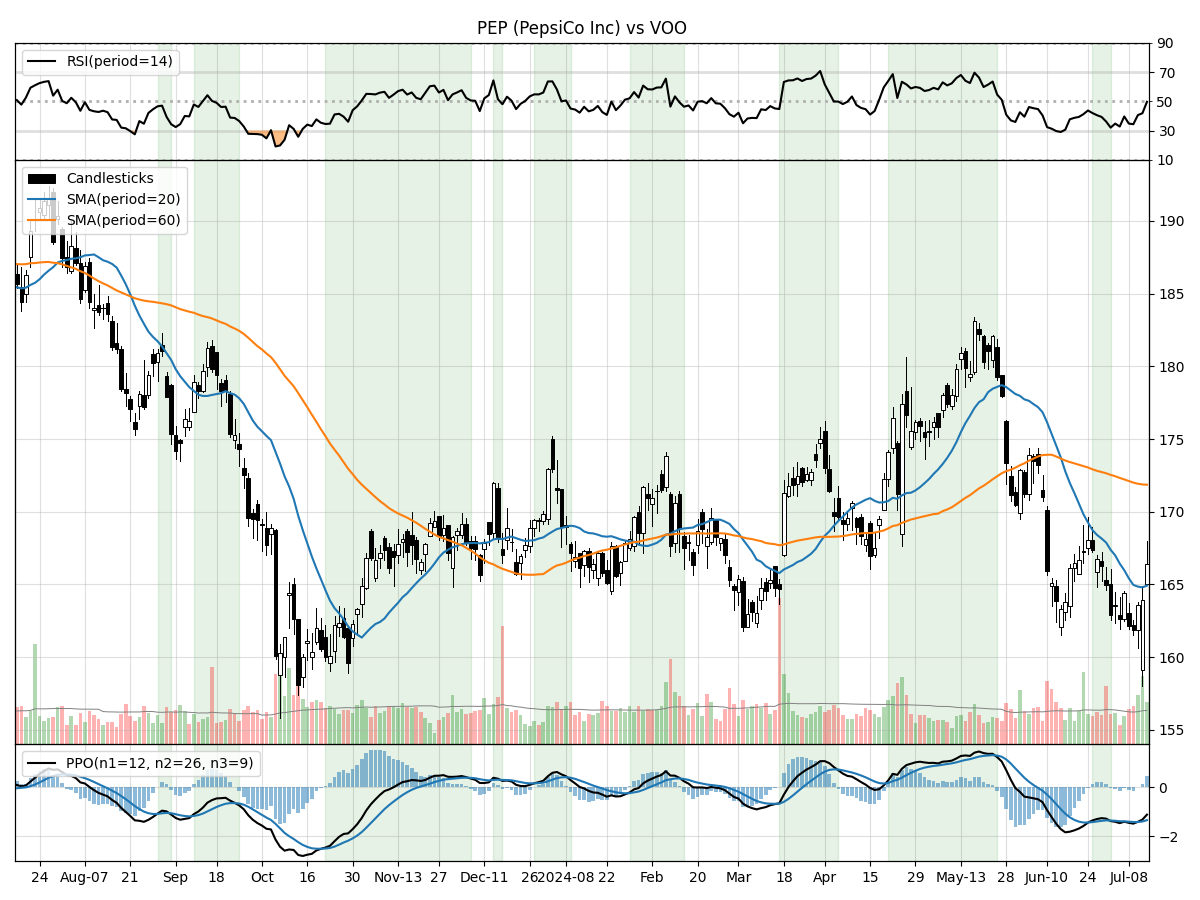 PEP (PepsiCo Inc) vs VOO
RSI(period=14)
90
70
50
30
10
Candlesticks
SMA(period=20)
SMA(period=60)
190
185
180
175
170
165
160
155
PPO(n1=12, n2=26, n3=9)
0
−2
24 Aug-07 21 Sep 18 Oct 16 30 Nov-13 27 Dec-11 26 2024-08 22 Feb 20 Mar 18 Apr 15 29 May-13 28 Jun-10 24 Jul-08